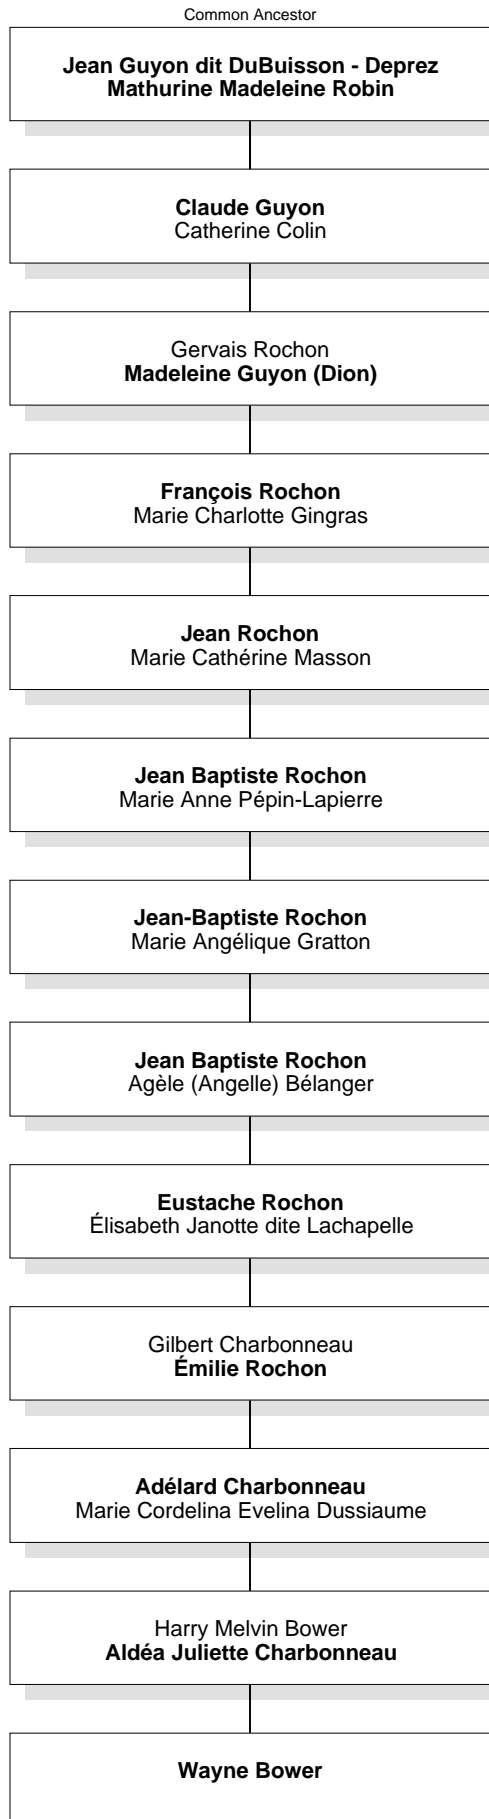 Common Ancestor
Jean Guyon dit DuBuisson - Deprez
Mathurine Madeleine Robin
Claude Guyon
Catherine Colin
Gervais Rochon
Madeleine Guyon (Dion)
François Rochon
Marie Charlotte Gingras
Jean Rochon
Marie Cathérine Masson
Jean Baptiste Rochon
Marie Anne Pépin-Lapierre
Jean-Baptiste Rochon
Marie Angélique Gratton
Jean Baptiste Rochon
Agèle (Angelle) Bélanger
Eustache Rochon
Élisabeth Janotte dite Lachapelle
Gilbert Charbonneau
Émilie Rochon
Adélard Charbonneau
Marie Cordelina Evelina Dussiaume
Harry Melvin Bower
Aldéa Juliette Charbonneau
Wayne Bower